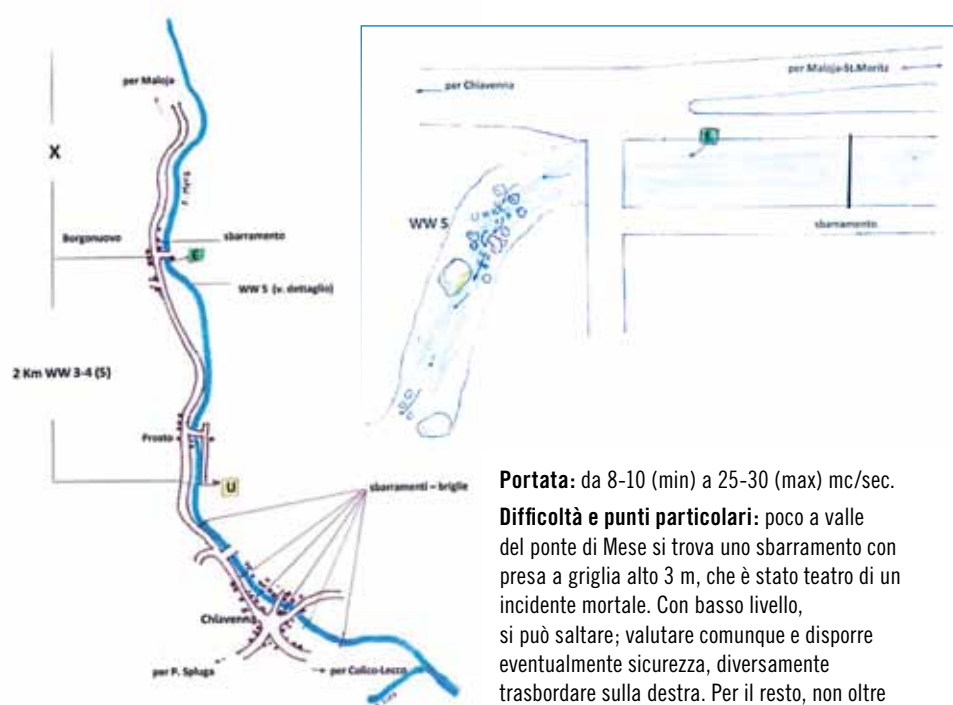 per Maloja
X
F. Mera
Borgonuovo
sbarramento
E
WW 5 (v. dettaglio)
2 Km WW 3-4 (5)
Prosto
U
sbarramenti – briglie
Chiavenna
per P. Spluga
per Colico-Lecco
per Chiavenna
per Maloja-St.Moritz
E
WW 5
sbarramento
Portata: da 8-10 (min) a 25-30 (max) mc/sec.
Difficoltà e punti particolari: poco a valle
del ponte di Mese si trova uno sbarramento con
presa a griglia alto 3 m, che è stato teatro di un
incidente mortale. Con basso livello,
si può saltare; valutare comunque e disporre
eventualmente sicurezza, diversamente
trasbordare sulla destra. Per il resto, non oltre